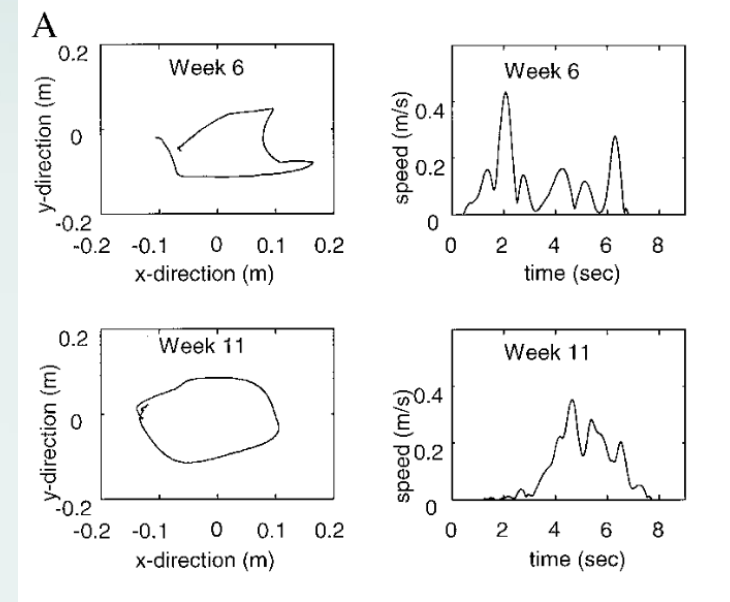 A
0.2
Week 6
y-direction (m)
0
-0.2
-0.2 -0.1 0 0.1 0.2
x-direction (m)
Week 6
speed (m/s)
0.4
0.2
0
0 2 4 6 8
time (sec)
0.2
Week 11
y-direction (m)
0
-0.2
-0.2 -0.1 0 0.1 0.2
x-direction (m)
Week 11
speed (m/s)
0.4
0.2
0
0 2 4 6 8
time (sec)